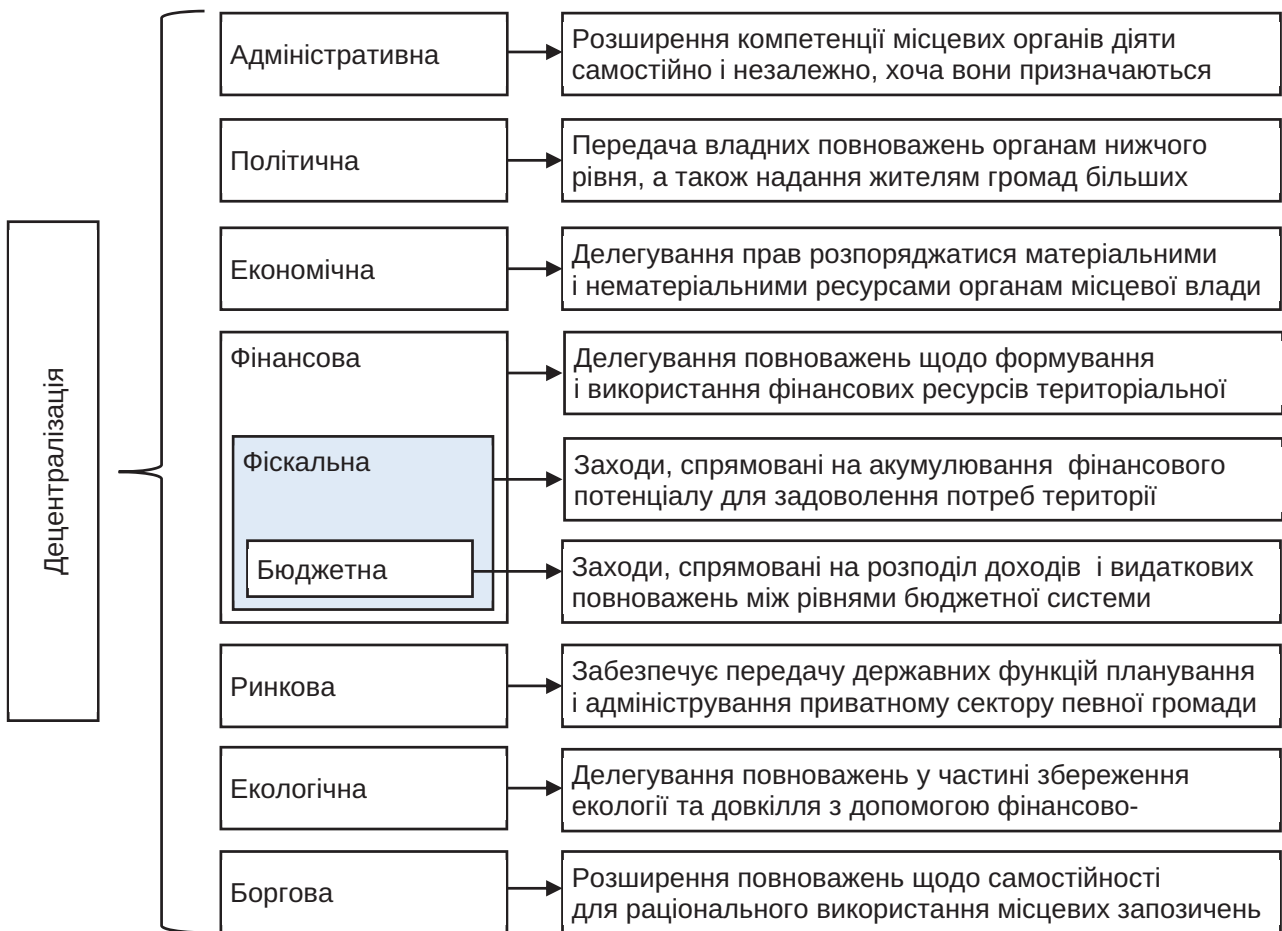 Децентралізація
Адміністративна
Розширення компетенції місцевих органів діяти
самостійно і незалежно, хоча вони призначаються
Політична
Передача владних повноважень органам нижчого
рівня, а також надання жителям громад більших
Економічна
Делегування прав розпоряджатися матеріальними
і нематеріальними ресурсами органам місцевої влади
Фінансова
Делегування повноважень щодо формування
і використання фінансових ресурсів територіальної
Фіскальна
Заходи, спрямовані на акумулювання фінансового
потенціалу для задоволення потреб території
Бюджетна
Заходи, спрямовані на розподіл доходів і видаткових
повноважень між рівнями бюджетної системи
Ринкова
Забезпечує передачу державних функцій планування
і адміністрування приватному сектору певної громади
Екологічна
Делегування повноважень у частині збереження
екології та довкілля з допомогою фінансово-
Боргова
Розширення повноважень щодо самостійності
для раціонального використання місцевих запозичень